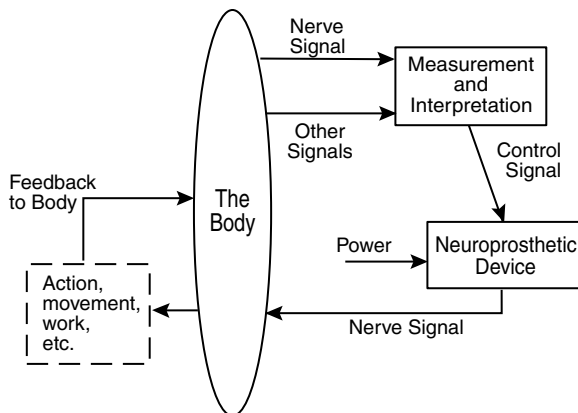 Nerve
Signal
Measurement
and
Interpretation
Other
Signals
Control
Signal
Feedback
to Body
The
Body
Power
Neuroprosthetic
Device
Action,
movement,
work,
etc.
Nerve Signal